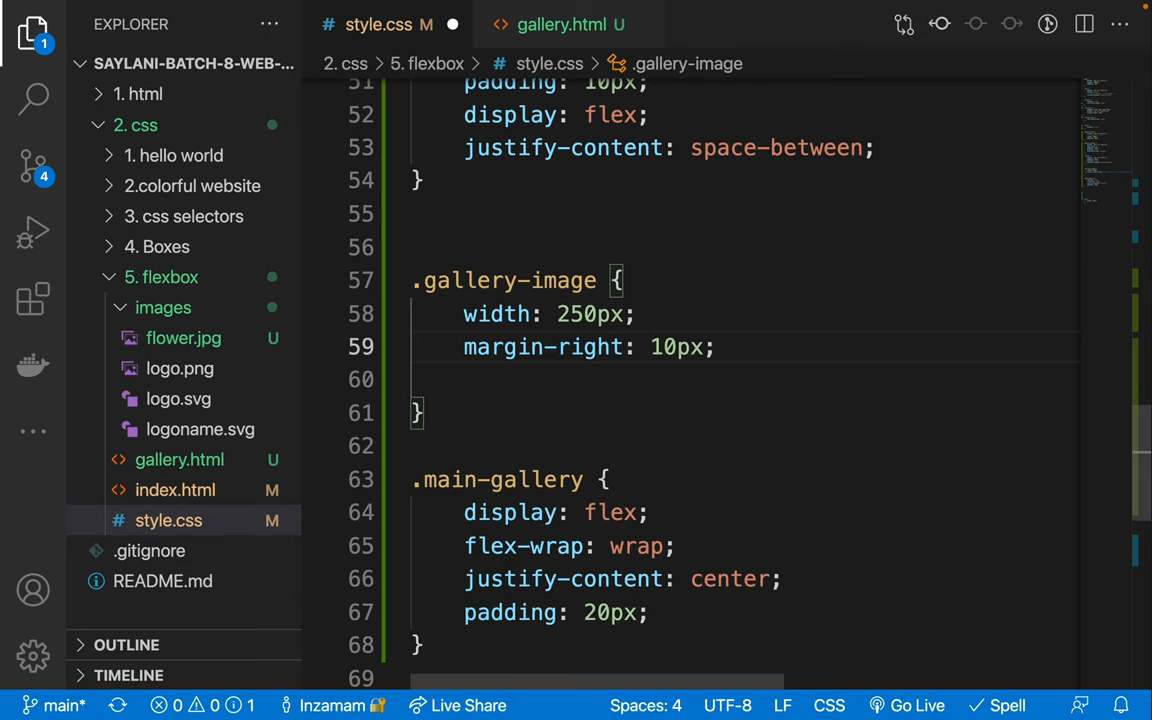 EXPLORER
style.css M
gallery.html U
SAYLANI-BATCH-8-WEB-...
2. css > 5. flexbox > # style.css > .gallery-image
1. html
2. css
1. hello world
2.colorful website
3. css selectors
4. Boxes
5. flexbox
images
flower.jpg U
logo.png
logo.svg
logoname.svg
gallery.html U
index.html M
style.css M
.gitignore
README.md
OUTLINE
TIMELINE
1
4
51 padding: 10px;
52 display: flex;
53 justify-content: space-between;
54 }
55
56
57 .gallery-image {
58 width: 250px;
59 margin-right: 10px;
60
61 }
62
63 .main-gallery {
64 display: flex;
65 flex-wrap: wrap;
66 justify-content: center;
67 padding: 20px;
68 }
69
main* 0 0 1 Inzamam Live Share Spaces: 4 UTF-8 LF CSS Go Live Spell